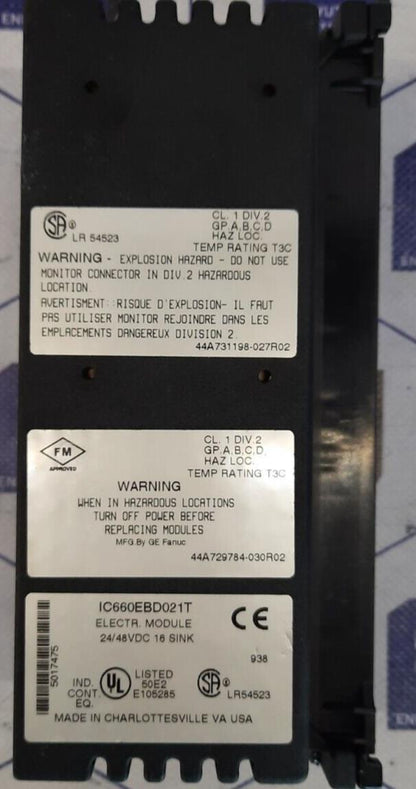 SA ®
LR 54523
CL. 1 DIV.2
GP.A,B,C,D
HAZ LOC.
TEMP RATING T3C
WARNING - EXPLOSION HAZARD - DO NOT USE
MONITOR CONNECTOR IN DIV.2 HAZARDOUS
LOCATION.
AVERTISMENT: RISQUE D'EXPLOSION- IL FAUT
PAS UTILISER MONITOR REJOINDRE DANS LES
EMPLACEMENTS DANGEREUX DIVISION 2
44A731198-027R02
FM
APPROVED
CL. 1 DIV.2
GP.A,B,C,D.
HAZ LOC.
TEMP RATING T3C
WARNING
WHEN IN HAZARDOUS LOCATIONS
TURN OFF POWER BEFORE
REPLACING MODULES
MFG.By GE Fanuc
44A729784-030R02
5017475
IC660EBD021T
ELECTR. MODULE
24/48VDC 16 SINK
CE
938
IND.
CONT.
EQ.
UL ®
LISTED
50E2
E105285
SA ®
LR54523
MADE IN CHARLOTTESVILLE VA USA